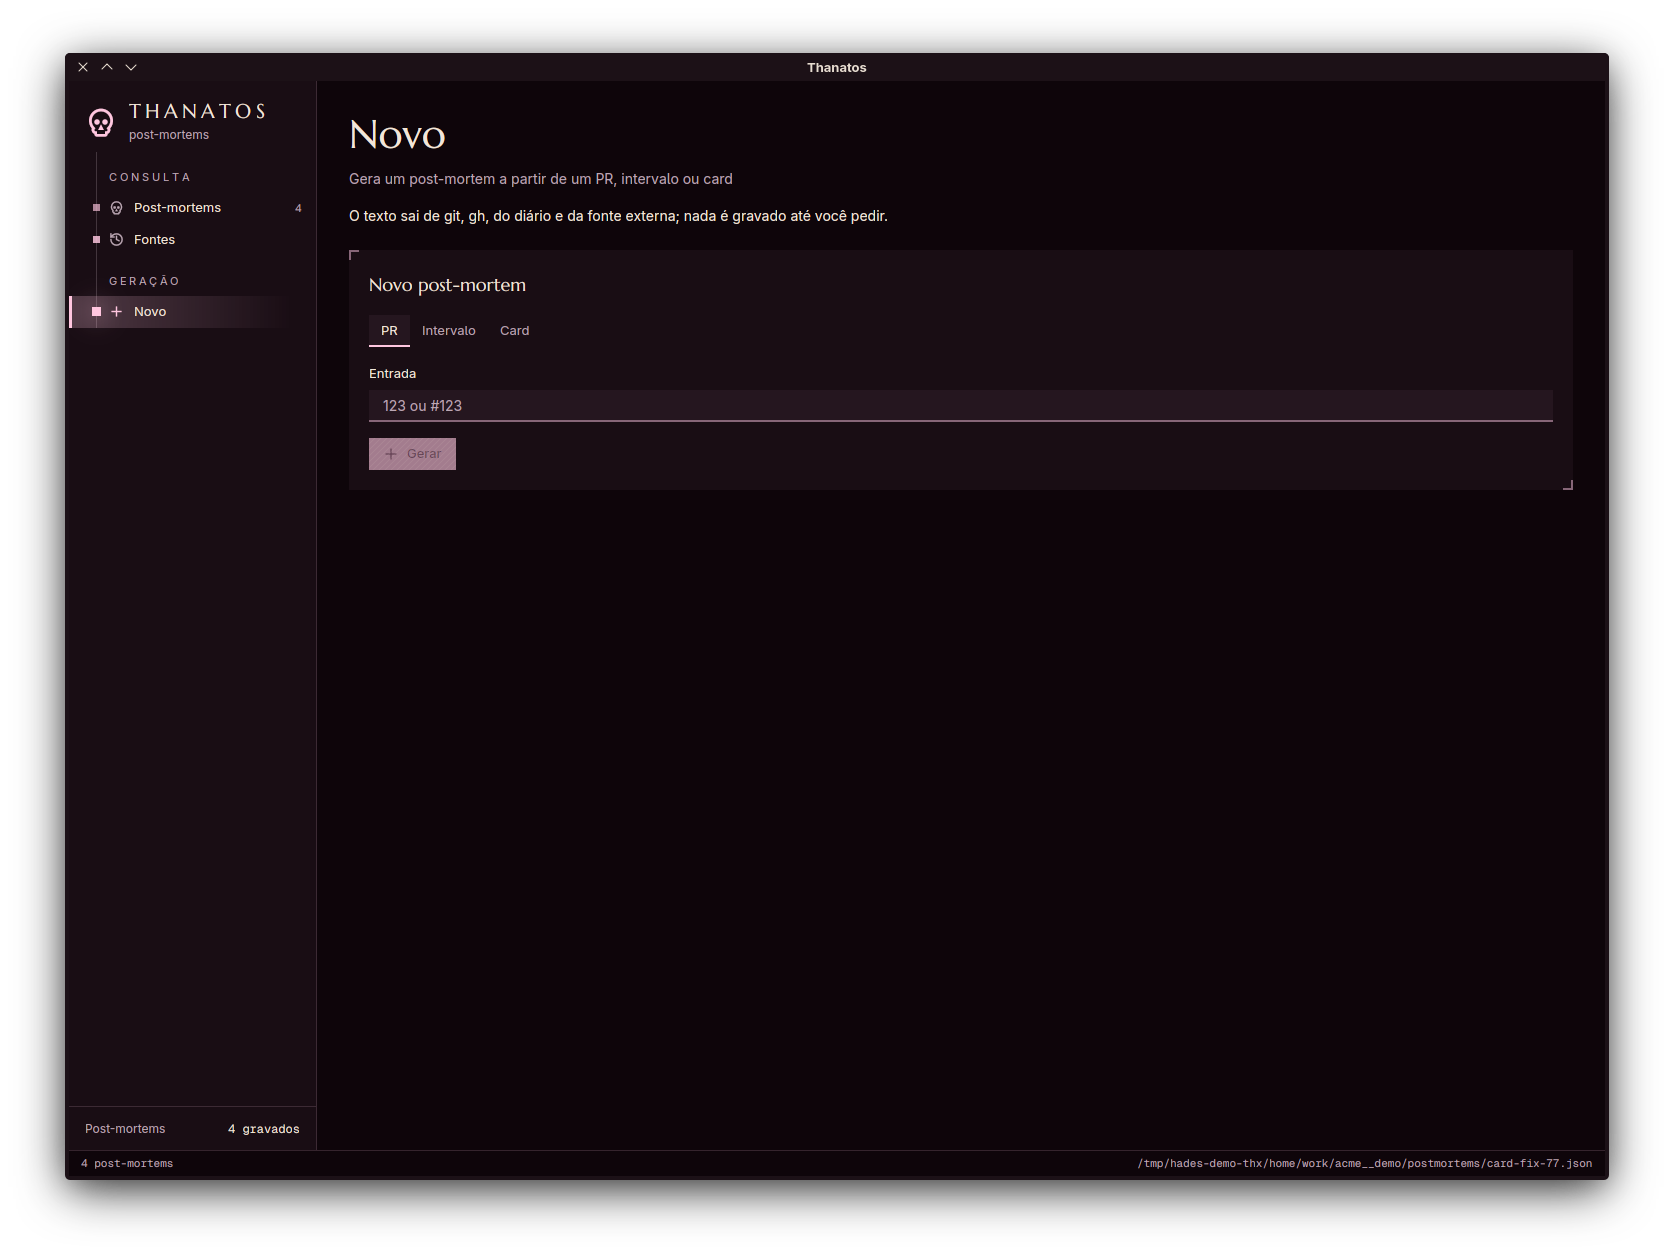 Thanatos
THANATOS
post-mortems
CONSULTA
Post-mortems 4
Fontes
GERAÇÃO
Novo
Novo
Gera um post-mortem a partir de um PR, intervalo ou card
O texto sai de git, gh, do diário e da fonte externa; nada é gravado até você pedir.
Novo post-mortem
PR Intervalo Card
Entrada
123 ou #123
Gerar
Post-mortems 4 gravados
4 post-mortems /tmp/hades-demo-thx/home/work/acme__demo/postmortems/card-fix-77.json